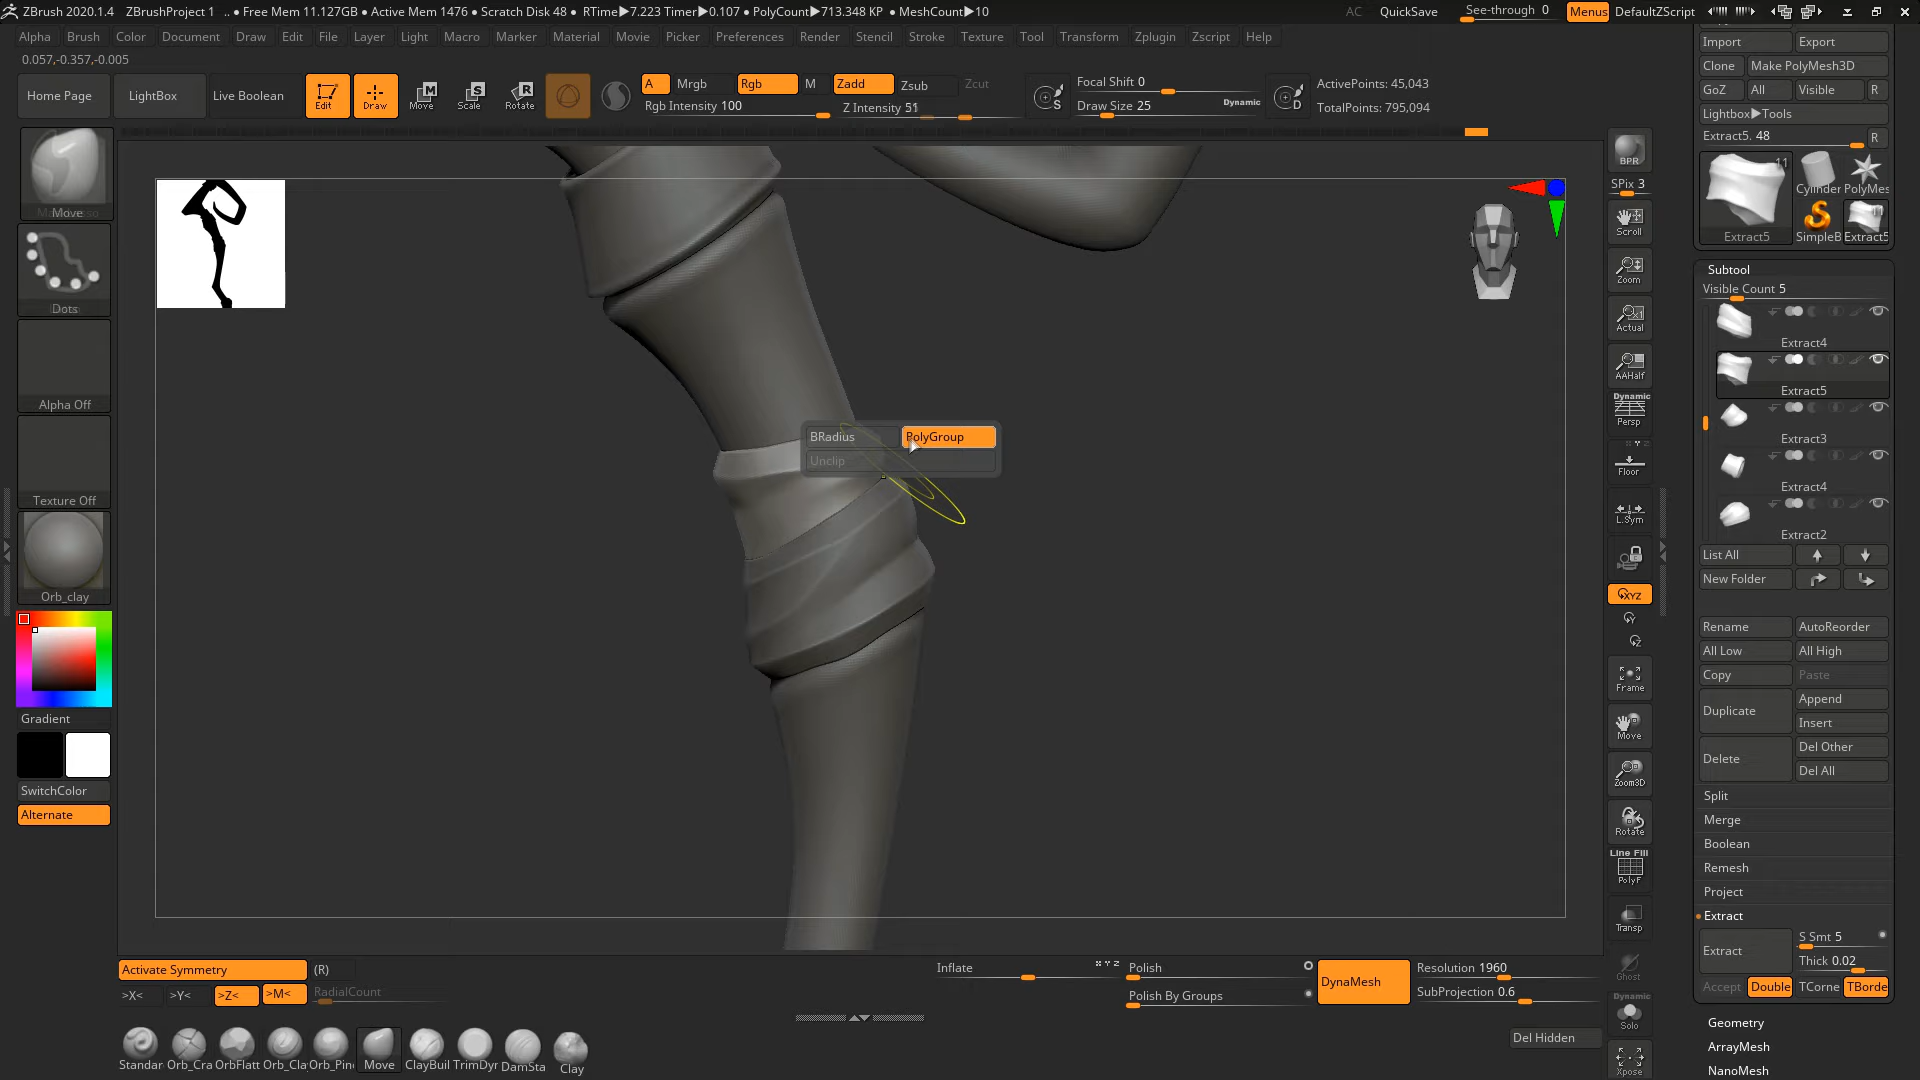 ZBrush 2020.1.4 ZBrushProject 1 .. ● Free Mem 11.127GB ● Active Mem 1476 ● Scratch Disk 48 ● RTime▶7.223 Timer▶0.107 ● PolyCount▶713.348 KP ● MeshCount▶10 AC QuickSave See-through 0 Menus DefaultZScript
Alpha Brush Color Document Draw Edit File Layer Light Macro Marker Material Movie Picker Preferences Render Stencil Stroke Texture Tool Transform Zplugin Zscript Help
0.057,-0.357,-0.005
Home Page LightBox Live Boolean Edit Draw Move Scale Rotate
A Mrgb Rgb M Zadd Zsub Zcut
Rgb Intensity 100 Z Intensity 51
Focal Shift 0
Draw Size 25 Dynamic
S D
ActivePoints: 45,043
TotalPoints: 795,094
Move
Dots
Alpha Off
Texture Off
Orb_clay
Gradient
SwitchColor
Alternate
BRadius PolyGroup
Unclip
BPR
SPix 3
Scroll
Zoom
Actual
AAHalf
Dynamic
Persp
Floor
L.Sym
XYZ
Y
Z
Frame
Move
Zoom3D
Rotate
Line Fill
PolyF
Transp
Ghost
Dynamic
Solo
Xpose
Import Export
Clone Make PolyMesh3D
GoZ All Visible R
Lightbox▶Tools
Extract5. 48 R
11
Cylinder PolyMes
11
Extract5 SimpleB Extract5
Subtool
Visible Count 5
Extract4
Extract5
Extract3
Extract4
Extract2
List All
New Folder
Rename AutoReorder
All Low All High
Copy Paste
Duplicate Append
Insert
Delete Del Other
Del All
Split
Merge
Boolean
Remesh
Project
Extract
Extract S Smt 5
Thick 0.02
Accept Double TCorne TBorde
Geometry
ArrayMesh
NanoMesh
Activate Symmetry (R)
>X< >Y< >Z< >M< RadialCount
Inflate X Y Z Polish
Polish By Groups
DynaMesh
Resolution 1960
SubProjection 0.6
Standar Orb_Cra OrbFlatt Orb_Cla Orb_Pin Move ClayBuil TrimDyr DamSta Clay
Del Hidden